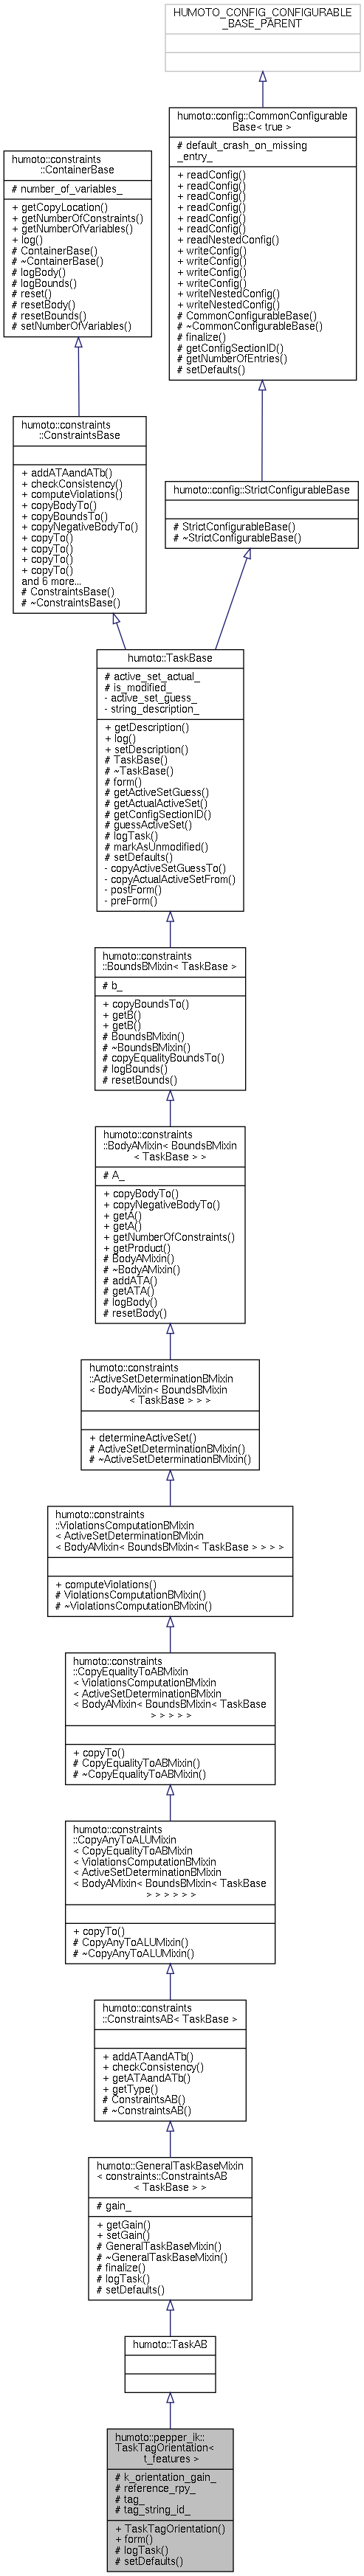 HUMOTO_CONFIG_CONFIGURABLE
_BASE_PARENT
humoto::config::CommonConfigurable
Base< true >
# default_crash_on_missing
_entry_
+ readConfig()
+ readConfig()
+ readConfig()
+ readConfig()
+ readConfig()
+ readConfig()
+ readNestedConfig()
+ writeConfig()
+ writeConfig()
+ writeConfig()
+ writeConfig()
+ writeNestedConfig()
+ writeNestedConfig()
# CommonConfigurableBase()
# ~CommonConfigurableBase()
# finalize()
# getConfigSectionID()
# getNumberOfEntries()
# setDefaults()
humoto::constraints
::ContainerBase
# number_of_variables_
+ getCopyLocation()
+ getNumberOfConstraints()
+ getNumberOfVariables()
+ log()
# ContainerBase()
# ~ContainerBase()
# logBody()
# logBounds()
# reset()
# resetBody()
# resetBounds()
# setNumberOfVariables()
humoto::constraints
::ConstraintsBase
+ addATAandATb()
+ checkConsistency()
+ computeViolations()
+ copyBodyTo()
+ copyBoundsTo()
+ copyNegativeBodyTo()
+ copyTo()
+ copyTo()
+ copyTo()
+ copyTo()
and 6 more...
# ConstraintsBase()
# ~ConstraintsBase()
humoto::config::StrictConfigurableBase
# StrictConfigurableBase()
# ~StrictConfigurableBase()
humoto::TaskBase
# active_set_actual_
# is_modified_
- active_set_guess_
- string_description_
+ getDescription()
+ log()
+ setDescription()
# TaskBase()
# ~TaskBase()
# form()
# getActiveSetGuess()
# getActualActiveSet()
# getConfigSectionID()
# guessActiveSet()
# logTask()
# markAsUnmodified()
# setDefaults()
- copyActiveSetGuessTo()
- copyActualActiveSetFrom()
- postForm()
- preForm()
humoto::constraints
::BoundsBMixin< TaskBase >
# b_
+ copyBoundsTo()
+ getB()
+ getB()
# BoundsBMixin()
# ~BoundsBMixin()
# copyEqualityBoundsTo()
# logBounds()
# resetBounds()
humoto::constraints
::BodyAMixin< BoundsBMixin
< TaskBase > >
# A_
+ copyBodyTo()
+ copyNegativeBodyTo()
+ getA()
+ getA()
+ getNumberOfConstraints()
+ getProduct()
# BodyAMixin()
# ~BodyAMixin()
# addATA()
# getATA()
# logBody()
# resetBody()
humoto::constraints
::ActiveSetDeterminationBMixin
< BodyAMixin< BoundsBMixin
< TaskBase > > >
+ determineActiveSet()
# ActiveSetDeterminationBMixin()
# ~ActiveSetDeterminationBMixin()
humoto::constraints
::ViolationsComputationBMixin
< ActiveSetDeterminationBMixin
< BodyAMixin< BoundsBMixin< TaskBase > > > >
+ computeViolations()
# ViolationsComputationBMixin()
# ~ViolationsComputationBMixin()
humoto::constraints
::CopyEqualityToABMixin
< ViolationsComputationBMixin
< ActiveSetDeterminationBMixin
< BodyAMixin< BoundsBMixin< TaskBase
> > > > >
+ copyTo()
# CopyEqualityToABMixin()
# ~CopyEqualityToABMixin()
humoto::constraints
::CopyAnyToALUMixin
< CopyEqualityToABMixin
< ViolationsComputationBMixin
< ActiveSetDeterminationBMixin
< BodyAMixin< BoundsBMixin< TaskBase
> > > > > >
+ copyTo()
# CopyAnyToALUMixin()
# ~CopyAnyToALUMixin()
humoto::constraints
::ConstraintsAB< TaskBase >
+ addATAandATb()
+ checkConsistency()
+ getATAandATb()
+ getType()
# ConstraintsAB()
# ~ConstraintsAB()
humoto::GeneralTaskBaseMixin
< constraints::ConstraintsAB
< TaskBase > >
# gain_
+ getGain()
+ setGain()
# GeneralTaskBaseMixin()
# ~GeneralTaskBaseMixin()
# finalize()
# logTask()
# setDefaults()
humoto::TaskAB
humoto::pepper_ik::
TaskTagOrientation<
t_features >
# k_orientation_gain_
# reference_rpy_
# tag_
# tag_string_id_
+ TaskTagOrientation()
+ form()
# logTask()
# setDefaults()